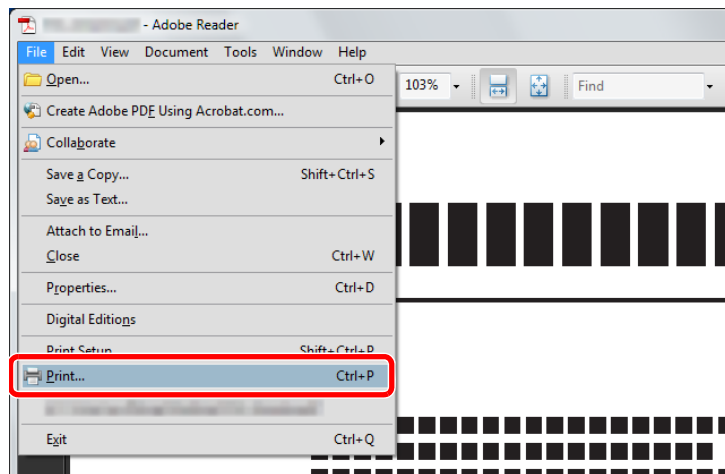 - Adobe Reader
File Edit View Document Tools Window Help
Open... Ctrl+O
103% Find
Create Adobe PDF Using Acrobat.com...
Collaborate
Save a Copy... Shift+Ctrl+S
Save as Text...
Attach to Email...
Close Ctrl+W
Properties... Ctrl+D
Digital Editions
Print Setup... Shift+Ctrl+P
Print... Ctrl+P
Exit Ctrl+Q